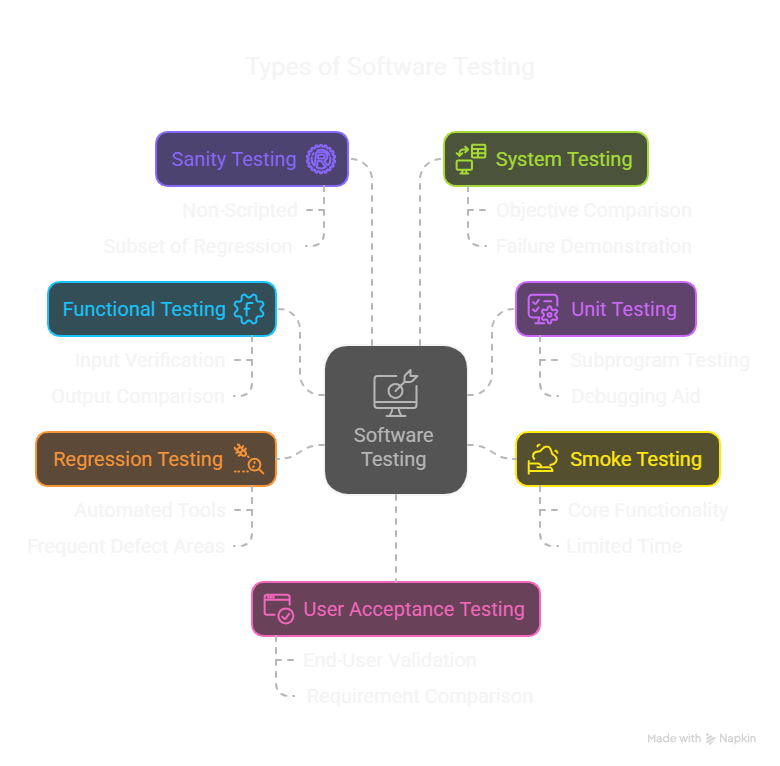 Types of Software Testing
Sanity Testing
Non-Scripted
Subset of Regression
System Testing
Objective Comparison
Failure Demonstration
Functional Testing
Input Verification
Output Comparison
Unit Testing
Subprogram Testing
Debugging Aid
Software
Testing
Regression Testing
Automated Tools
Frequent Defect Areas
Smoke Testing
Core Functionality
Limited Time
User Acceptance Testing
End-User Validation
Requirement Comparison
Made with Napkin